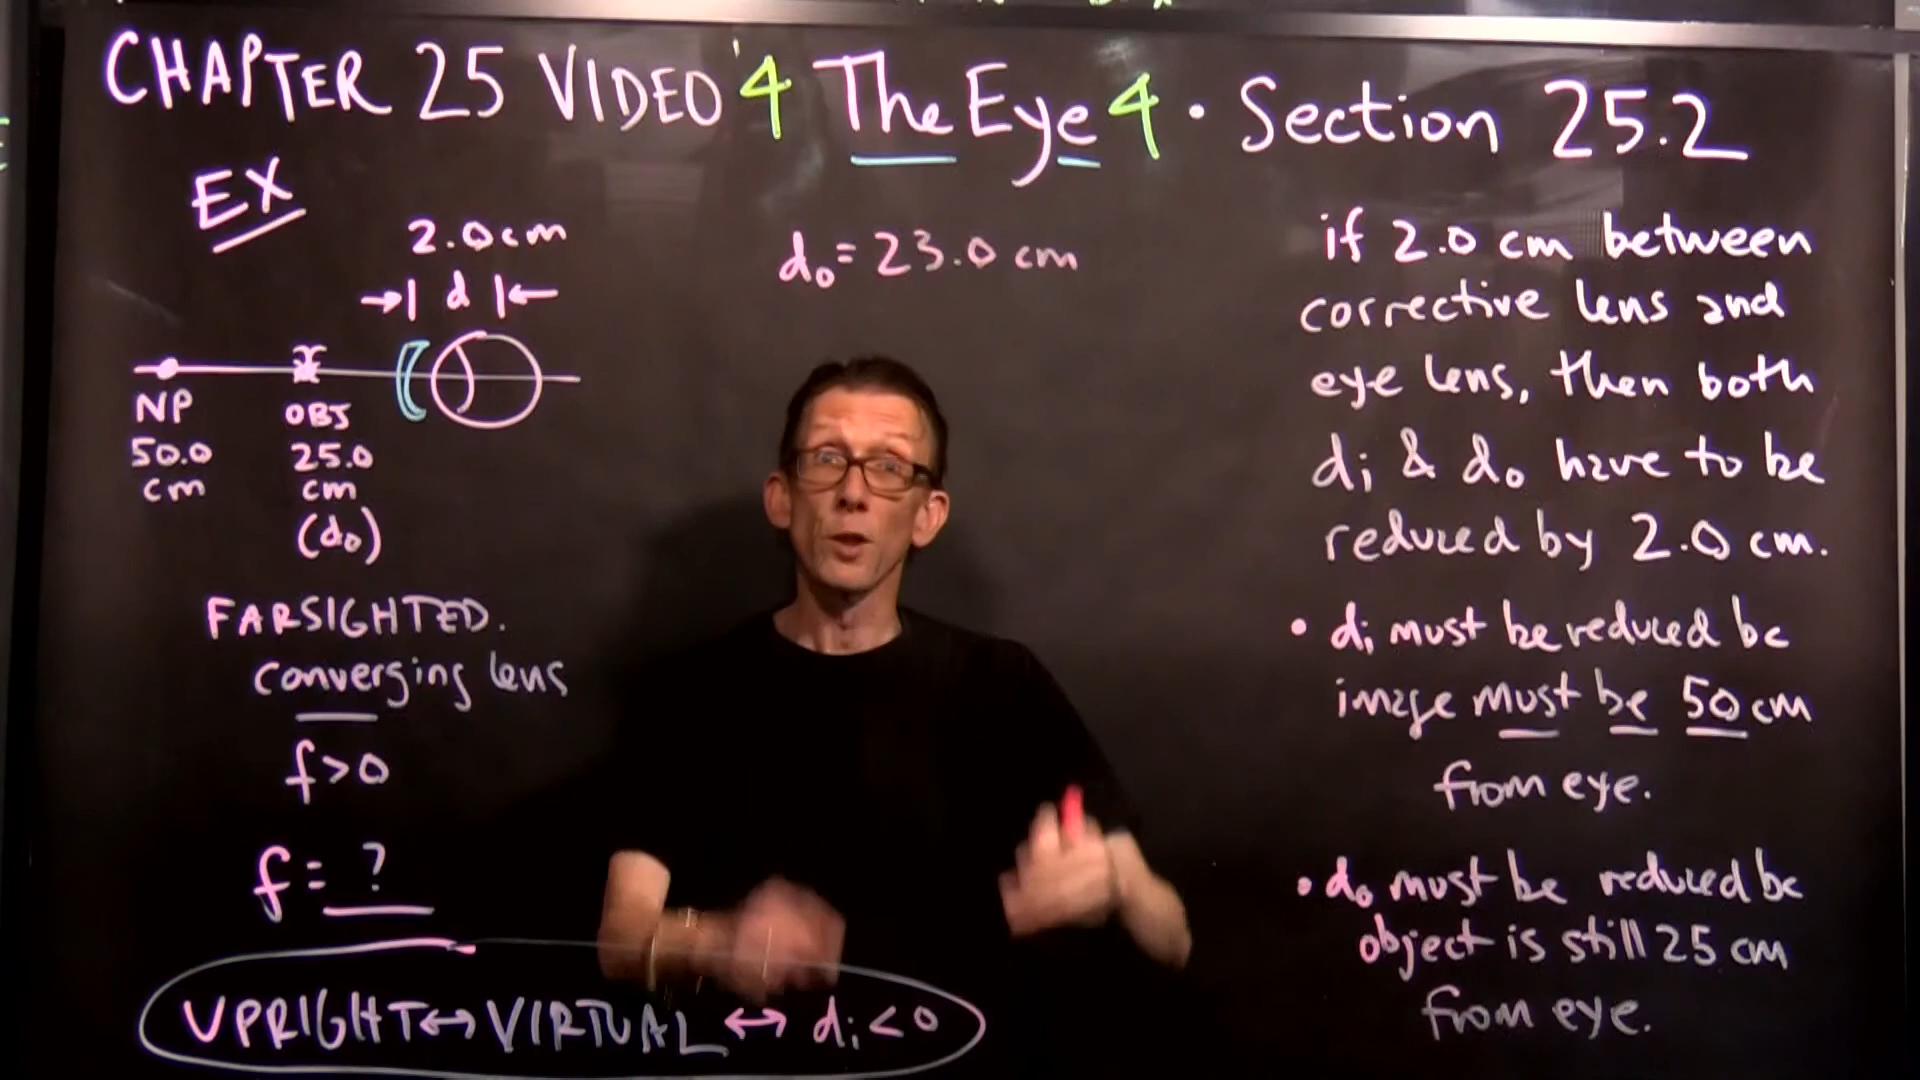 CHAPTER 25 VIDEO 4 The Eye 4 · Section 25.2
EX
2.0 cm
→| d |←
NP
50.0
cm
OBJ
25.0
cm
(do)
FARSIGHTED.
converging lens
f>0
f = ?
UPRIGHT↔VIRTUAL↔ di<0
do = 23.0 cm
if 2.0 cm between
corrective lens and
eye lens, then both
di & do have to be
reduced by 2.0 cm.
• di must be reduced bc
image must be 50 cm
from eye.
• do must be reduced bc
object is still 25 cm
from eye.